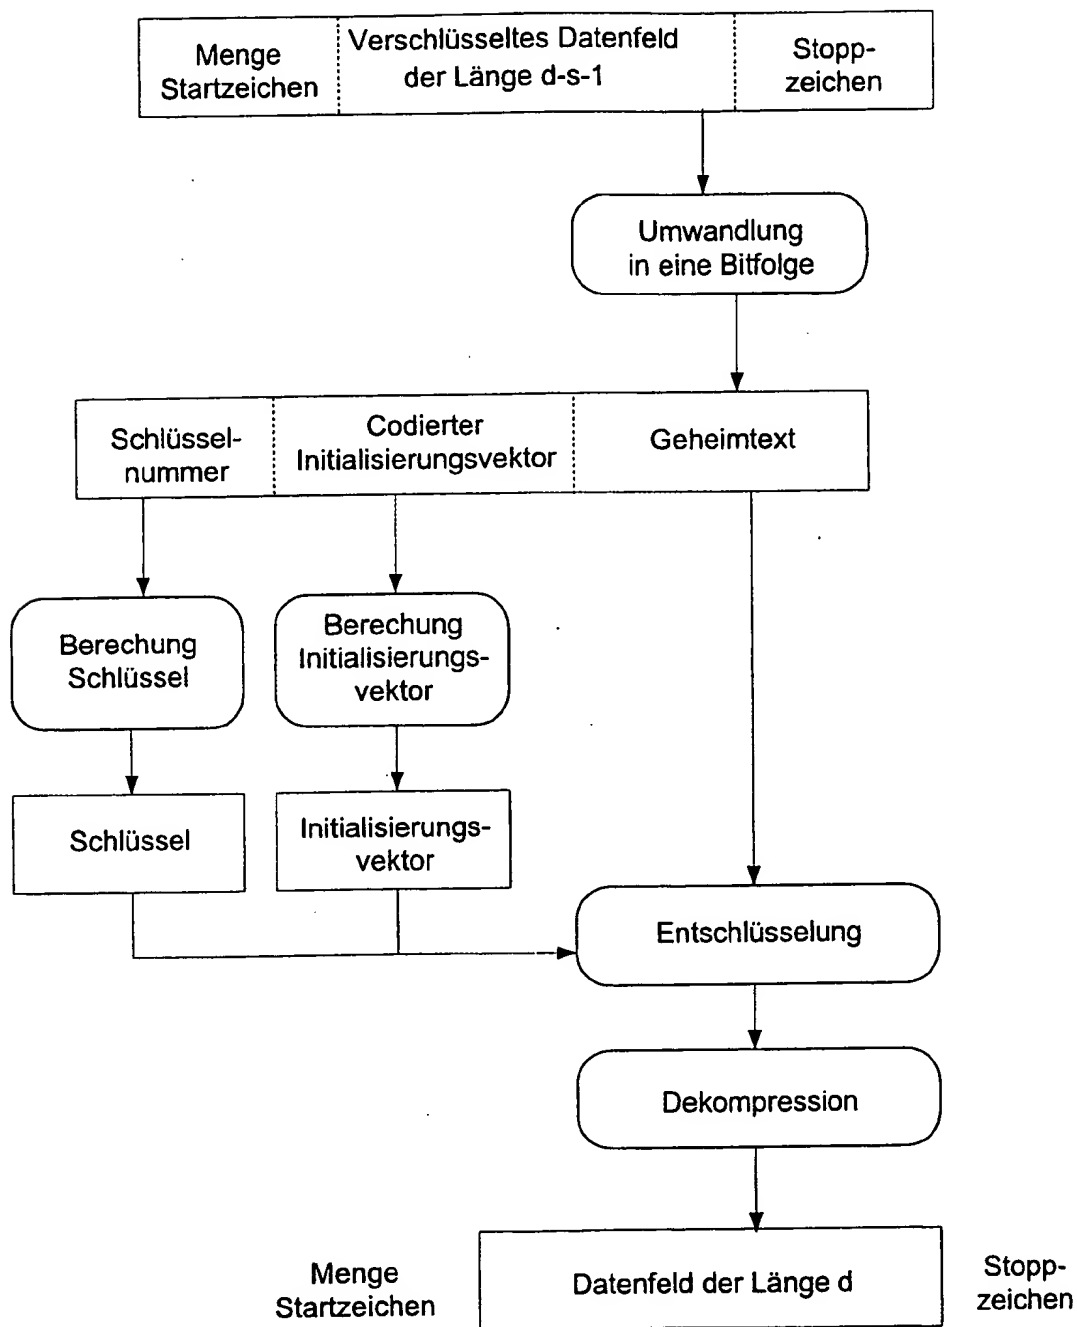 Menge
Startzeichen
Verschlüsseltes Datenfeld
der Länge d-s-1
Stopp-
zeichen
Umwandlung
in eine Bitfolge
Schlüssel-
nummer
Codierter
Initialisierungsvektor
Geheimtext
Berechung
Schlüssel
Berechung
Initialisierungs-
vektor
Schlüssel
Initialisierungs-
vektor
Entschlüsselung
Dekompression
Menge
Startzeichen
Datenfeld der Länge d
Stopp-
zeichen